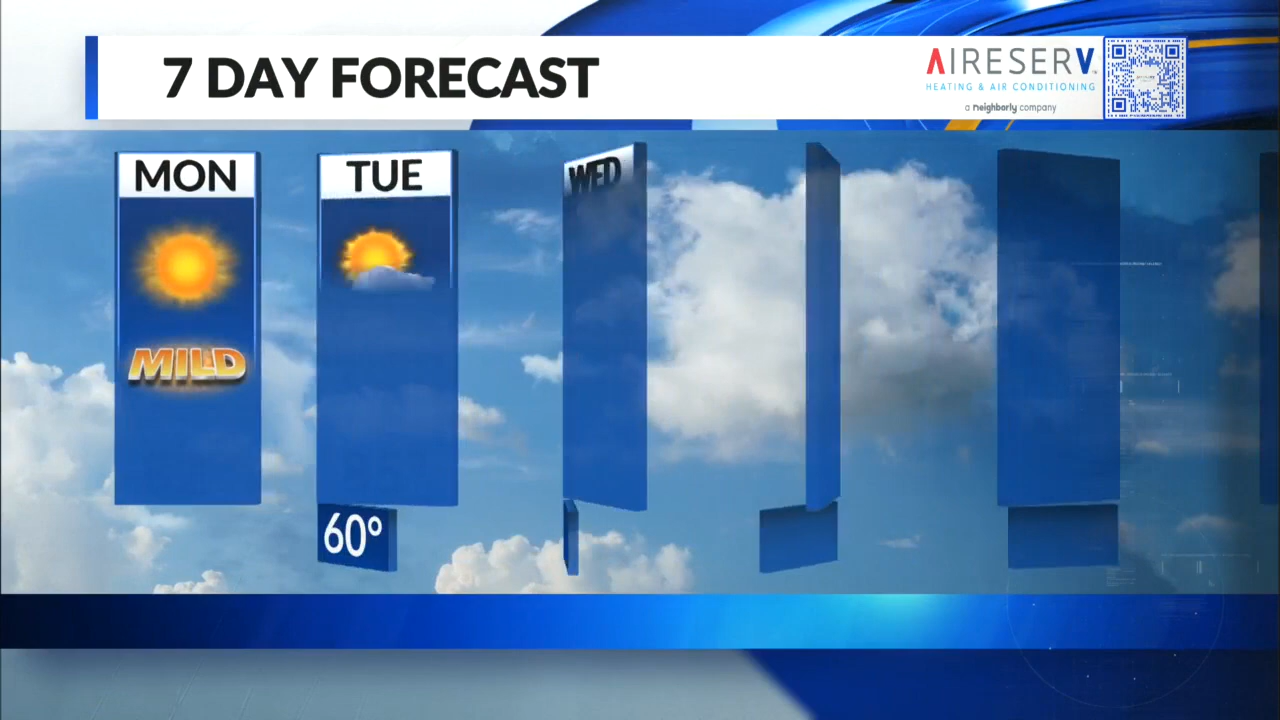 7 DAY FORECAST
AIRESERV
HEATING & AIR CONDITIONING
a neighborly company
MON
TUE
WED
MILD
60°